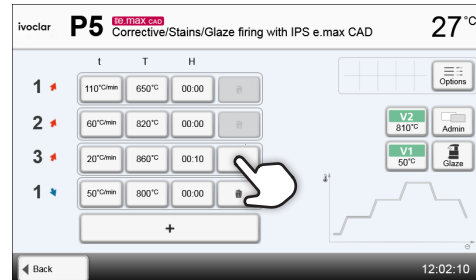 ivoclar P5 e.max CAD 27°C
Corrective/Stains/Glaze firing with IPS e.max CAD
t T H
1 110°C/min 650°C 00:00
Options
2 60°C/min 820°C 00:00
V2 810°C Admin
3 20°C/min 860°C 00:10
V1 50°C Glaze
1 50°C/min 800°C 00:00
+
Back 12:02:10